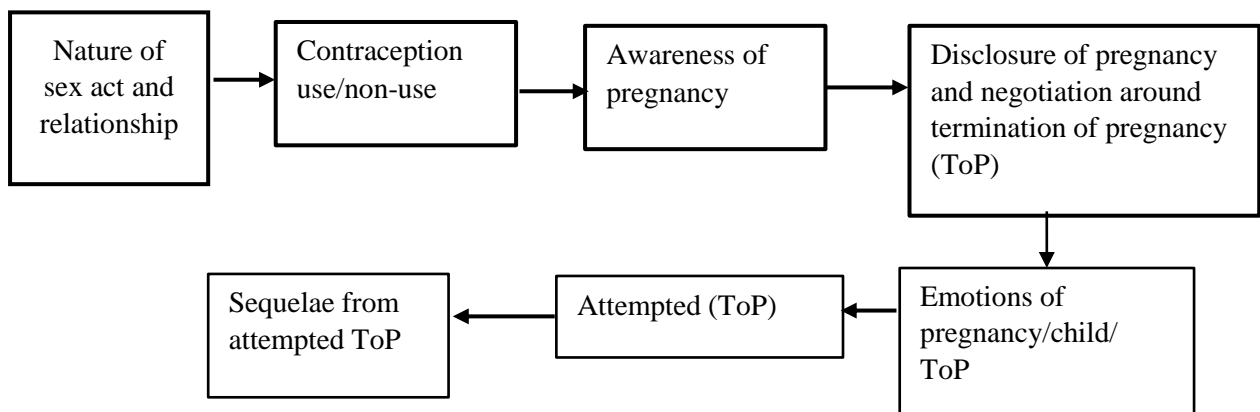 Nature of
sex act and
relationship
Contraception
use/non-use
Awareness of
pregnancy
Disclosure of pregnancy
and negotiation around
termination of pregnancy
(ToP)
Emotions of
pregnancy/child/
ToP
Attempted (ToP)
Sequelae from
attempted ToP